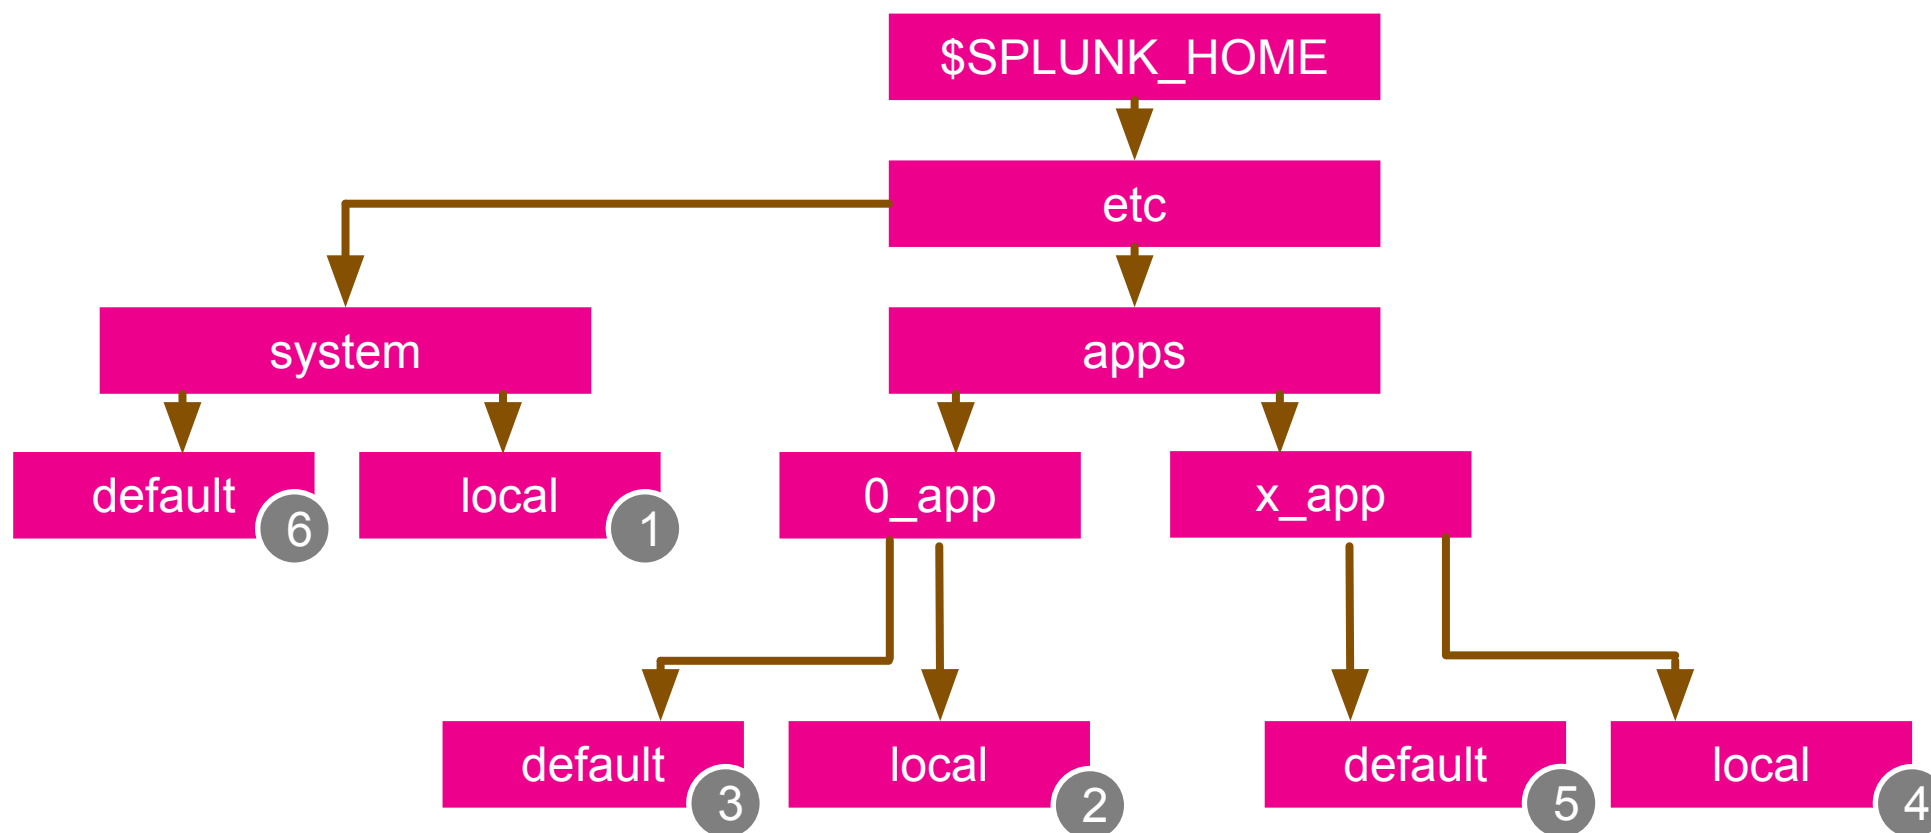 $SPLUNK_HOME
etc
system
apps
default
6
local
1
0_app
x_app
default
3
local
2
default
5
local
4